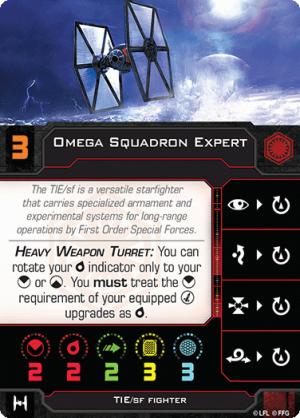 3
OMEGA SQUADRON EXPERT
The TIE/sf is a versatile starfighter
that carries specialized armament and
experimental systems for long-range
operations by First Order Special Forces.
HEAVY WEAPON TURRET: You can
rotate your indicator only to your
or . You must treat the
requirement of your equipped
upgrades as .
2 2 2 3 3
TIE/SF FIGHTER
©LFL ©FFG